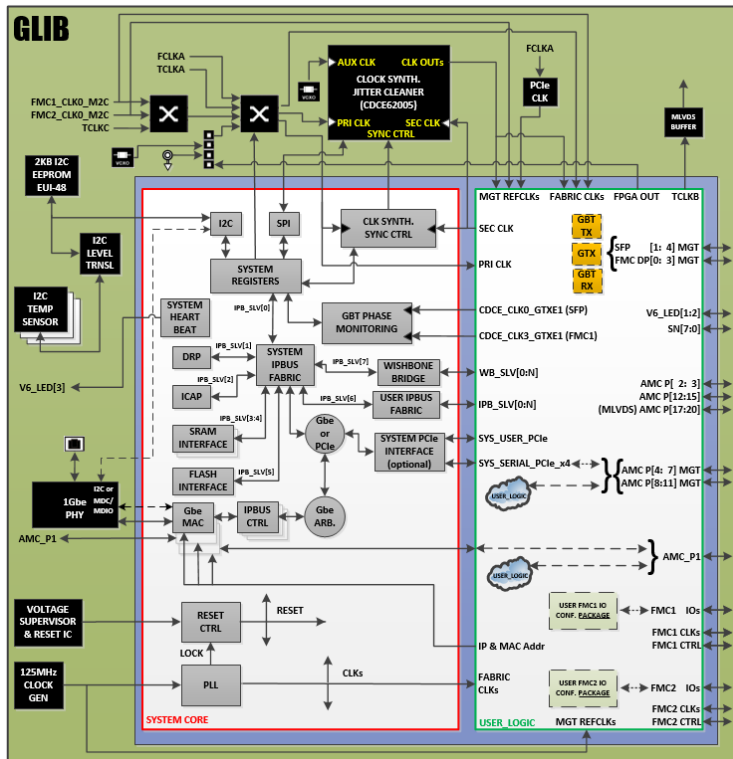 GLIB
FCLKA
TCLKA
FMC1_CLK0_M2C
FMC2_CLK0_M2C
TCLKC
VCXO
VCXO
AUX CLK
CLK OUTs
CLOCK SYNTH.
JITTER CLEANER
(CDCE62005)
PRI CLK
SEC CLK
SYNC CTRL
FCLKA
PCIe
CLK
MLVDS
BUFFER
2KB I2C
EEPROM
EUI-48
I2C
LEVEL
TRNSL
I2C
TEMP
SENSOR
V6_LED[3]
I2C or
MDC/
MDIO
1Gbe
PHY
AMC_P1
VOLTAGE
SUPERVISOR
& RESET IC
125MHz
CLOCK
GEN
I2C
SPI
CLK SYNTH.
SYNC CTRL
SYSTEM
REGISTERS
SYSTEM
HEART
BEAT
IPB_SLV[0]
GBT PHASE
MONITORING
DRP
IPB_SLV[1]
SYSTEM
IPBUS
FABRIC
IPB_SLV[7]
WISHBONE
BRIDGE
ICAP
IPB_SLV[2]
IPB_SLV[6]
USER IPBUS
FABRIC
IPB_SLV[3:4]
SRAM
INTERFACE
Gbe
or
PCIe
SYSTEM PCIe
INTERFACE
(optional)
IPB_SLV[5]
FLASH
INTERFACE
Gbe
MAC
IPBUS
CTRL
Gbe
ARB.
RESET
CTRL
RESET
LOCK
PLL
CLKs
SYSTEM CORE
MGT REFCLKs
FABRIC CLKs
FPGA OUT
TCLKB
SEC CLK
PRI CLK
GBT
TX
GTX
GBT
RX
SFP [1: 4] MGT
FMC DP[0: 3] MGT
CDCE_CLK0_GTXE1 (SFP)
CDCE_CLK3_GTXE1 (FMC1)
V6_LED[1:2]
SN[7:0]
WB_SLV[0:N]
IPB_SLV[0:N]
AMC P[ 2: 3]
AMC P[12:15]
(MLVDS) AMC P[17:20]
SYS_USER_PCIe
SYS_SERIAL_PCIe_x4
AMC P[4: 7] MGT
AMC P[8:11] MGT
USER_LOGIC
AMC_P1
USER_LOGIC
USER FMC1 IO
CONF. PACKAGE
FMC1 IOs
FMC1 CLKs
FMC1 CTRL
IP & MAC Addr
FABRIC
CLKs
USER FMC2 IO
CONF. PACKAGE
FMC2 IOs
FMC2 CLKs
FMC2 CTRL
MGT REFCLKs
USER_LOGIC